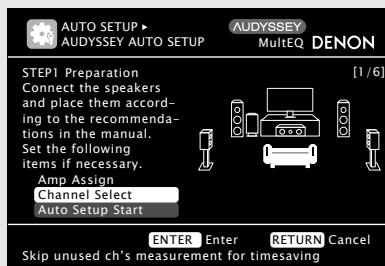 AUTO SETUP ▸
AUDYSSEY AUTO SETUP
AUDYSSEY
MultEQ DENON
STEP1 Preparation
[1/6]
Connect the speakers
and place them accord-
ing to the recommenda-
tions in the manual.
Set the following
items if necessary.
Amp Assign
Channel Select
Auto Setup Start
ENTER Enter RETURN Cancel
Skip unused ch's measurement for timesaving